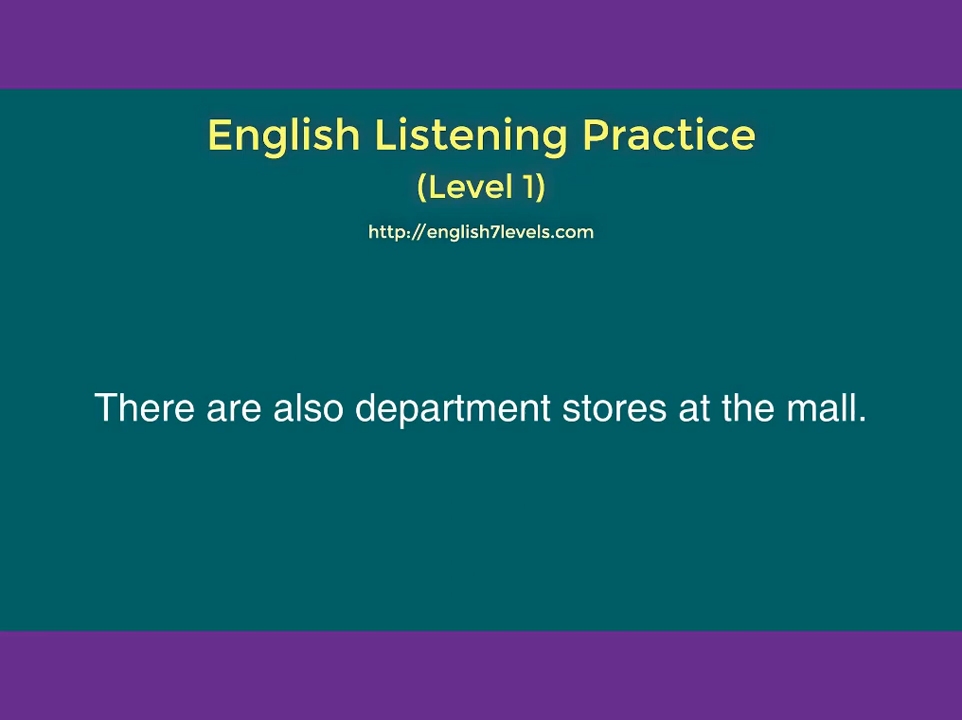 English Listening Practice
(Level 1)
http://english7levels.com
There are also department stores at the mall.